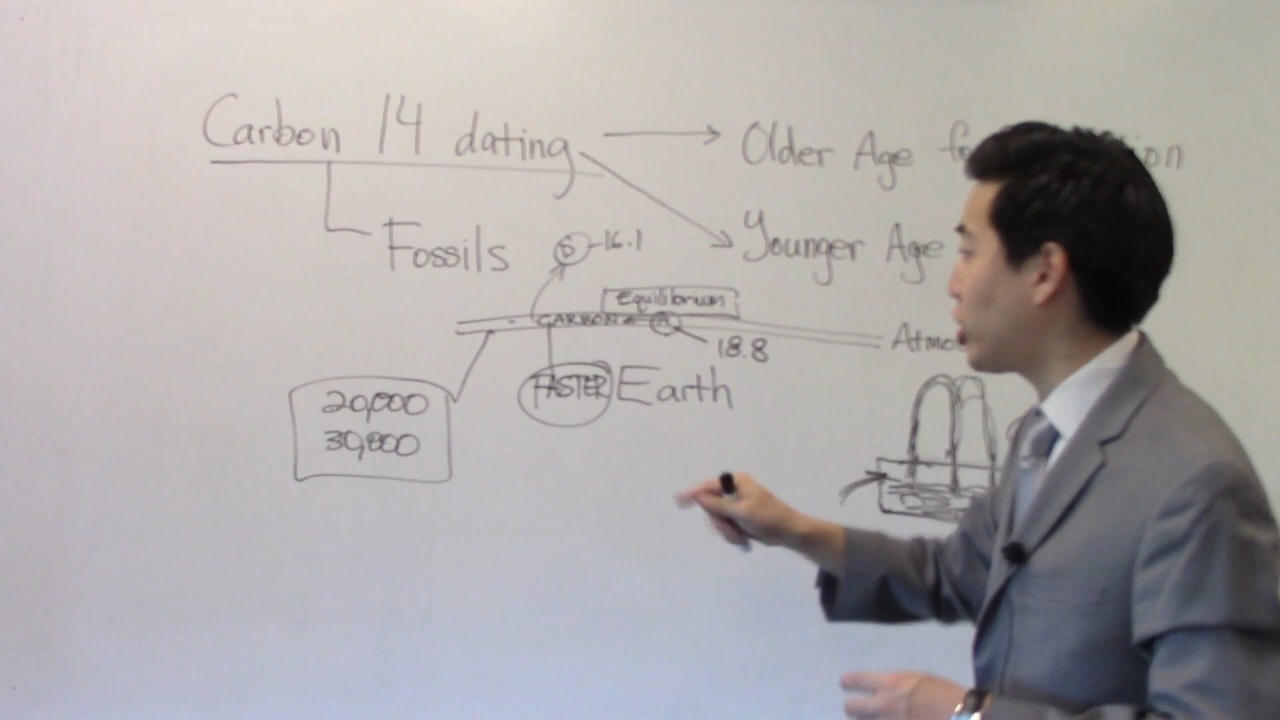 Carbon 14 dating
Older Age
Fossils
S -16.1
Younger Age
Equilibrium
CARBON
18.8
FASTER Earth
20,000
30,000